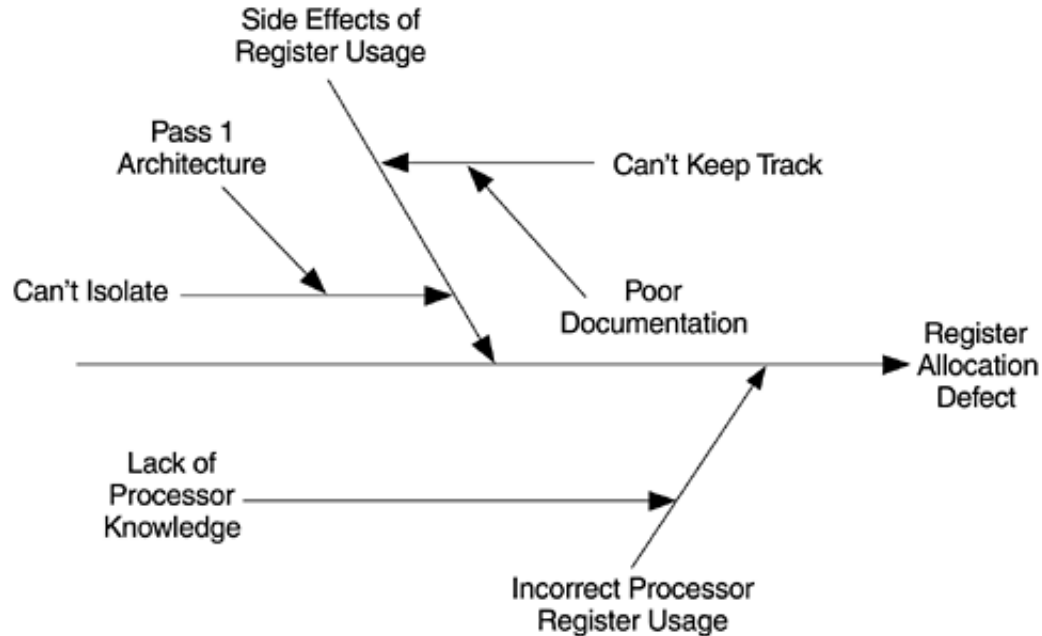 Side Effects of
Register Usage
Pass 1
Architecture
Can't Keep Track
Can't Isolate
Poor
Documentation
Register
Allocation
Defect
Lack of
Processor
Knowledge
Incorrect Processor
Register Usage